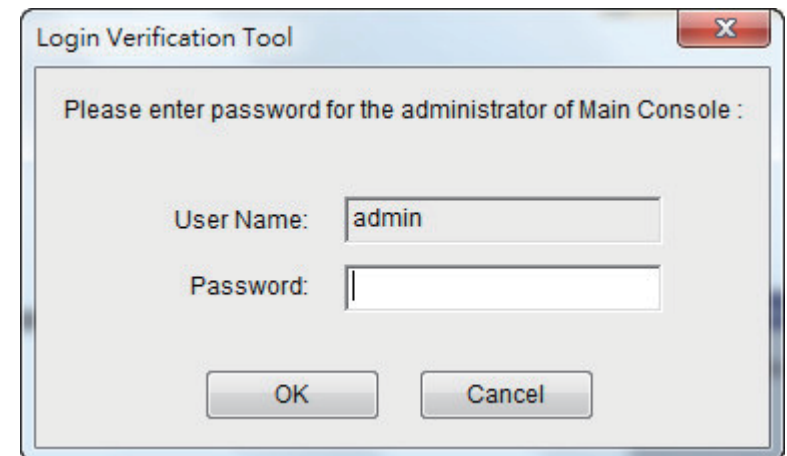 Login Verification Tool
Please enter password for the administrator of Main Console :
User Name: admin
Password:
OK Cancel